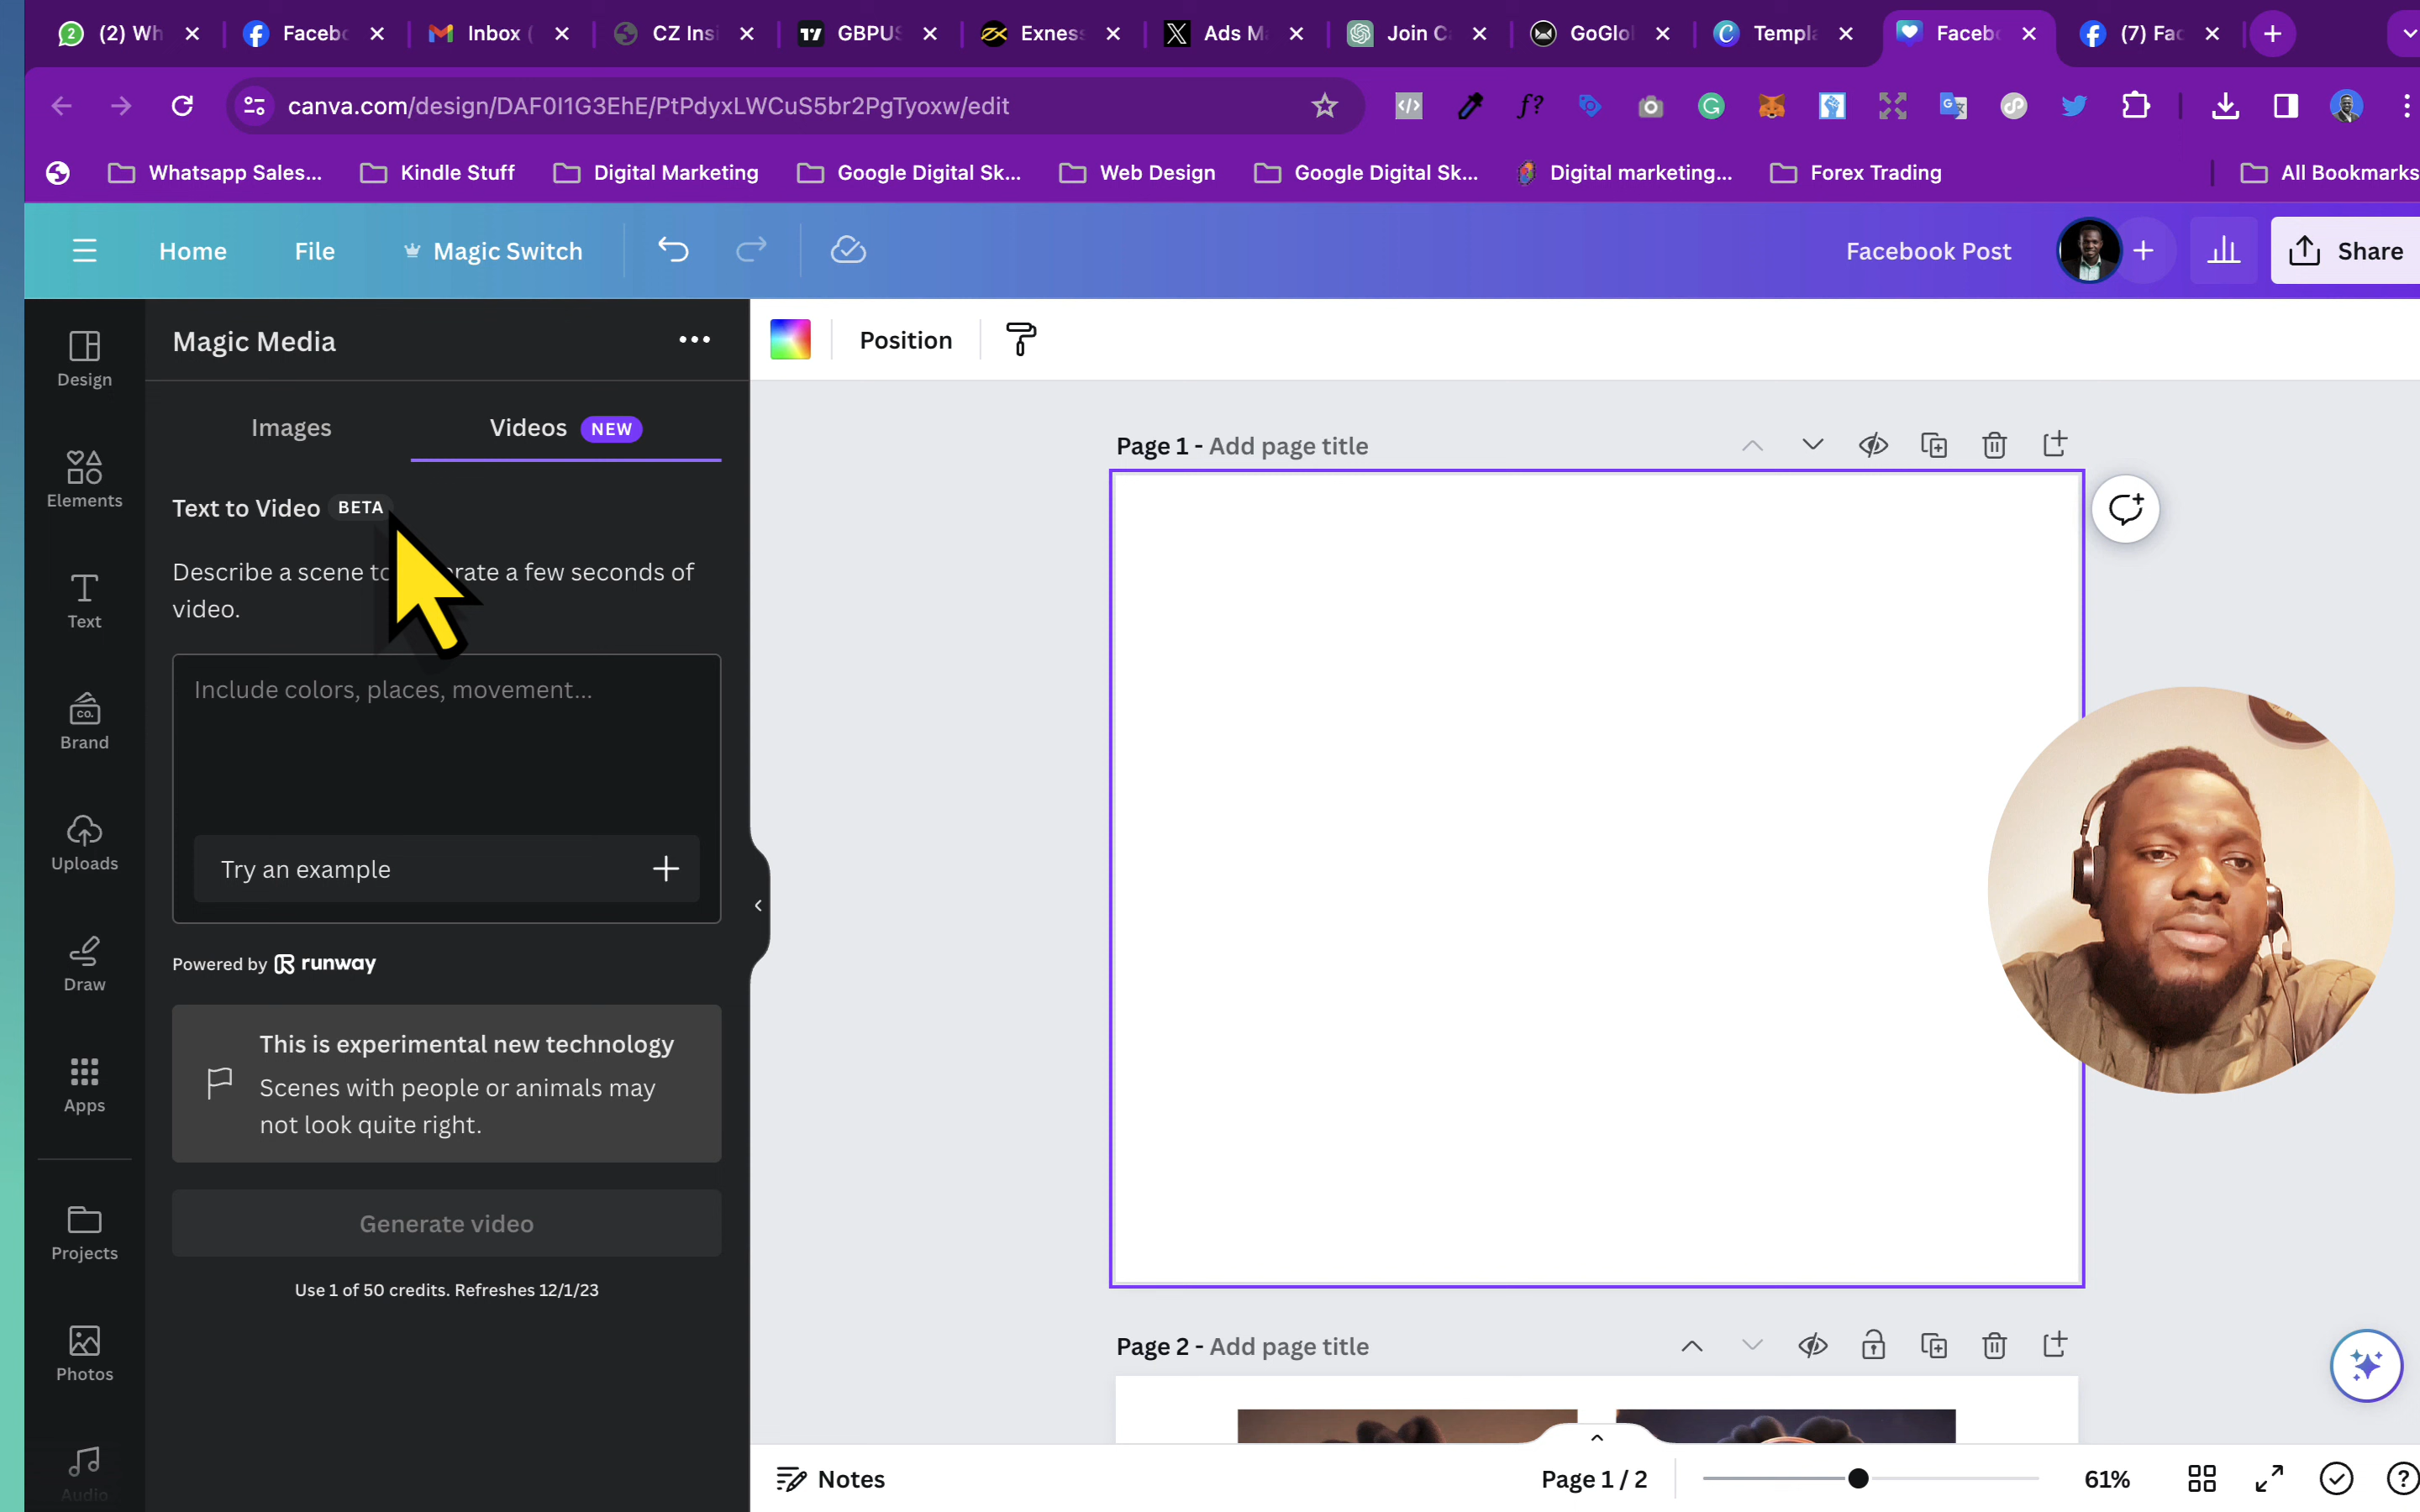 (2) Wh
Facebo
Inbox (
CZ Insi
GBPUS
Exness
Ads M
Join C
GoGlo
Templa
Facebo
(7) Fac
canva.com/design/DAF0I1G3EhE/PtPdyxLWCuS5br2PgTyoxw/edit
Whatsapp Sales...
Kindle Stuff
Digital Marketing
Google Digital Sk...
Web Design
Google Digital Sk...
Digital marketing...
Forex Trading
All Bookmarks
Home
File
Magic Switch
Facebook Post
Share
Design
Elements
Text
Brand
Uploads
Draw
Apps
Projects
Photos
Audio
Magic Media
Images
Videos NEW
Text to Video BETA
Describe a scene to
rate a few seconds of
video.
Include colors, places, movement...
Try an example
Powered by runway
This is experimental new technology
Scenes with people or animals may
not look quite right.
Generate video
Use 1 of 50 credits. Refreshes 12/1/23
Position
Page 1 - Add page title
Page 2 - Add page title
Notes
Page 1 / 2
61%